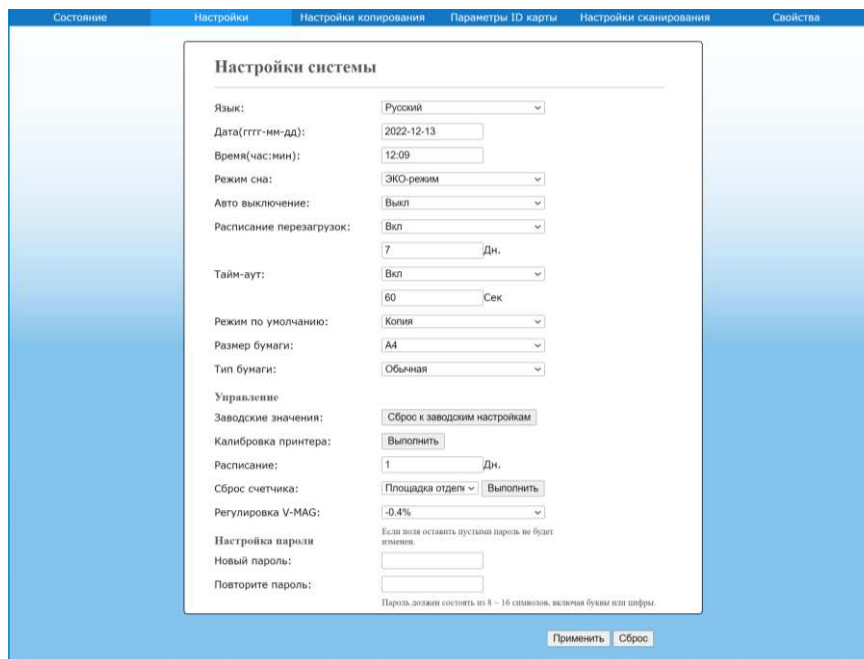 Состояние Настройки Настройки копирования Параметры ID карты Настройки сканирования Свойства
Настройки системы
Язык: Русский
Дата(гггг-мм-дд): 2022-12-13
Время(час:мин): 12:09
Режим сна: ЭКО-режим
Авто выключение: Выкл
Расписание перезагрузок: Вкл
7 Дн.
Тайм-аут: Вкл
60 Сек
Режим по умолчанию: Копия
Размер бумаги: A4
Тип бумаги: Обычная
Управление
Заводские значения: Сброс к заводским настройкам
Калибровка принтера: Выполнить
Расписание: 1 Дн.
Сброс счетчика: Площадка отделе Выполнить
Регулировка V-MAG: -0.4%
Настройка пароля Если поля оставить пустыми пароль не будет
изменен.
Новый пароль:
Повторите пароль:
Пароль должен состоять из 8 ~ 16 символов, включая буквы или цифры.
Применить Сброс